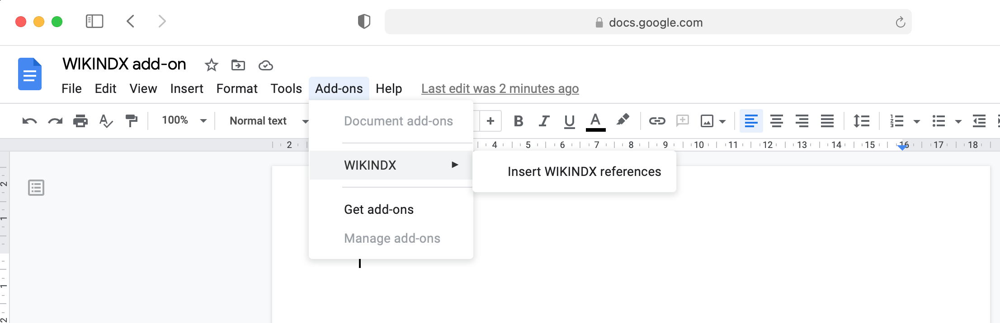 docs.google.com
WIKINDX add-on
File Edit View Insert Format Tools Add-ons Help Last edit was 2 minutes ago
100% Normal text + B I U A
2 4 5 6 7 8 9 10 11 12 13 14 15 16 17 18
Document add-ons
WIKINDX
Insert WIKINDX references
Get add-ons
Manage add-ons
2
1
1
2